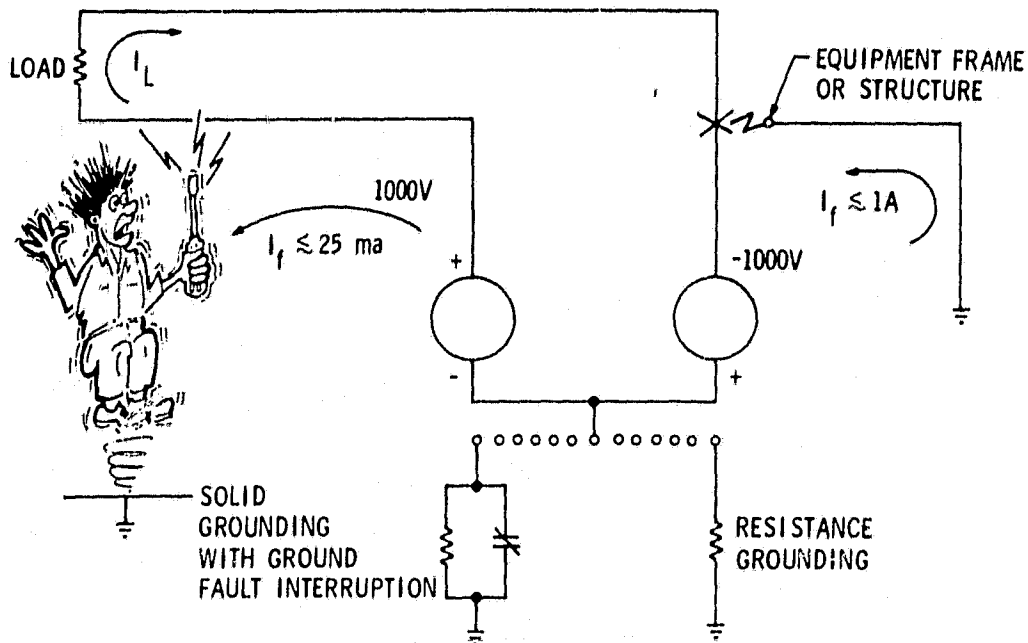 LOAD
I_L
EQUIPMENT FRAME
OR STRUCTURE
1000V
I_f ≲ 25 ma
I_f ≲ 1A
-1000V
+
-
+
SOLID
GROUNDING
WITH GROUND
FAULT INTERRUPTION
RESISTANCE
GROUNDING